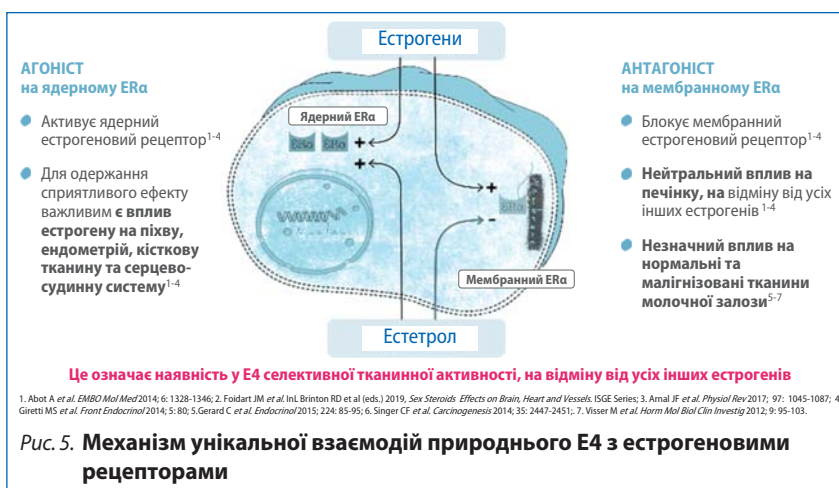 Естрогени
АГОНІСТ
на ядерному ERα
Активує ядерний
естрогеновий рецептор1-4
Для одержання
сприятливого ефекту
важливим є вплив
естрогену на піхву,
ендометрій, кісткову
тканину та серцево-
судинну систему1-4
Ядерний ERα
ERα ERα +
+
+
ERα
-
Мембранний ERα
Естетрол
АНТАГОНІСТ
на мембранному ERα
Блокує мембранний
естрогеновий рецептор1-4
Нейтральний вплив на
печінку, на відміну від усіх
інших естрогенів 1-4
Незначний вплив на
нормальні та
малігнізовані тканини
молочної залози5-7
Це означає наявність у Е4 селективної тканинної активності, на відміну від усіх інших естрогенів
1. Abot A et al. EMBO Mol Med 2014; 6: 1328-1346; 2. Foidart JM et al. InL Brinton RD et al (eds.) 2019, Sex Steroids Effects on Brain, Heart and Vessels. ISGE Series; 3. Arnal JF et al. Physiol Rev 2017; 97: 1045-1087; 4
Giretti MS et al. Front Endocrinol 2014; 5: 80; 5.Gerard C et al. Endocrinol 2015; 224: 85-95; 6. Singer CF et al. Carcinogenesis 2014; 35: 2447-2451;. 7. Visser M et al. Horm Mol Biol Clin Investig 2012; 9: 95-103.
Рис. 5. Механізм унікальної взаємодій природнього Е4 з естрогеновими
рецепторами